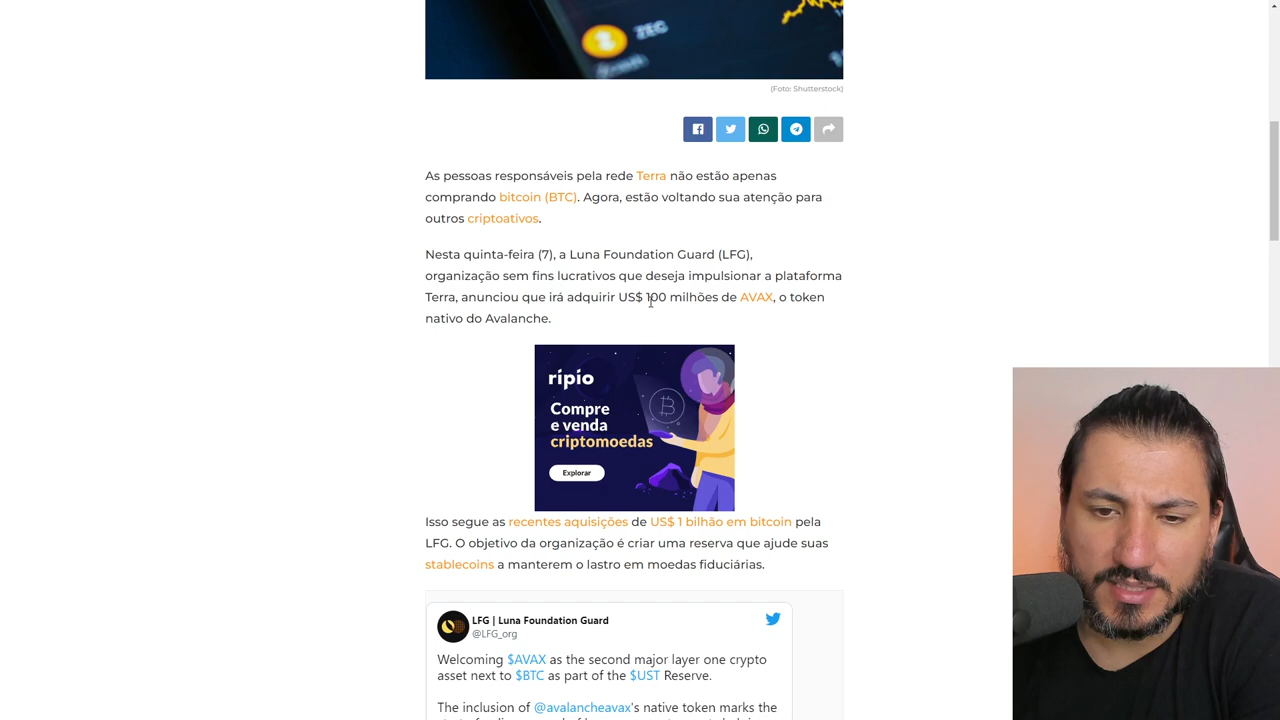 ZEC
(Foto: Shutterstock)
As pessoas responsáveis pela rede Terra não estão apenas
comprando bitcoin (BTC). Agora, estão voltando sua atenção para
outros criptoativos.
Nesta quinta-feira (7), a Luna Foundation Guard (LFG),
organização sem fins lucrativos que deseja impulsionar a plataforma
Terra, anunciou que irá adquirir US$ 100 milhões de AVAX, o token
nativo do Avalanche.
ripio
Compre
e venda
criptomoedas
Explorar
Isso segue as recentes aquisições de US$ 1 bilhão em bitcoin pela
LFG. O objetivo da organização é criar uma reserva que ajude suas
stablecoins a manterem o lastro em moedas fiduciárias.
LFG | Luna Foundation Guard
@LFG_org
Welcoming $AVAX as the second major layer one crypto
asset next to $BTC as part of the $UST Reserve.
The inclusion of @avalancheavax's native token marks the